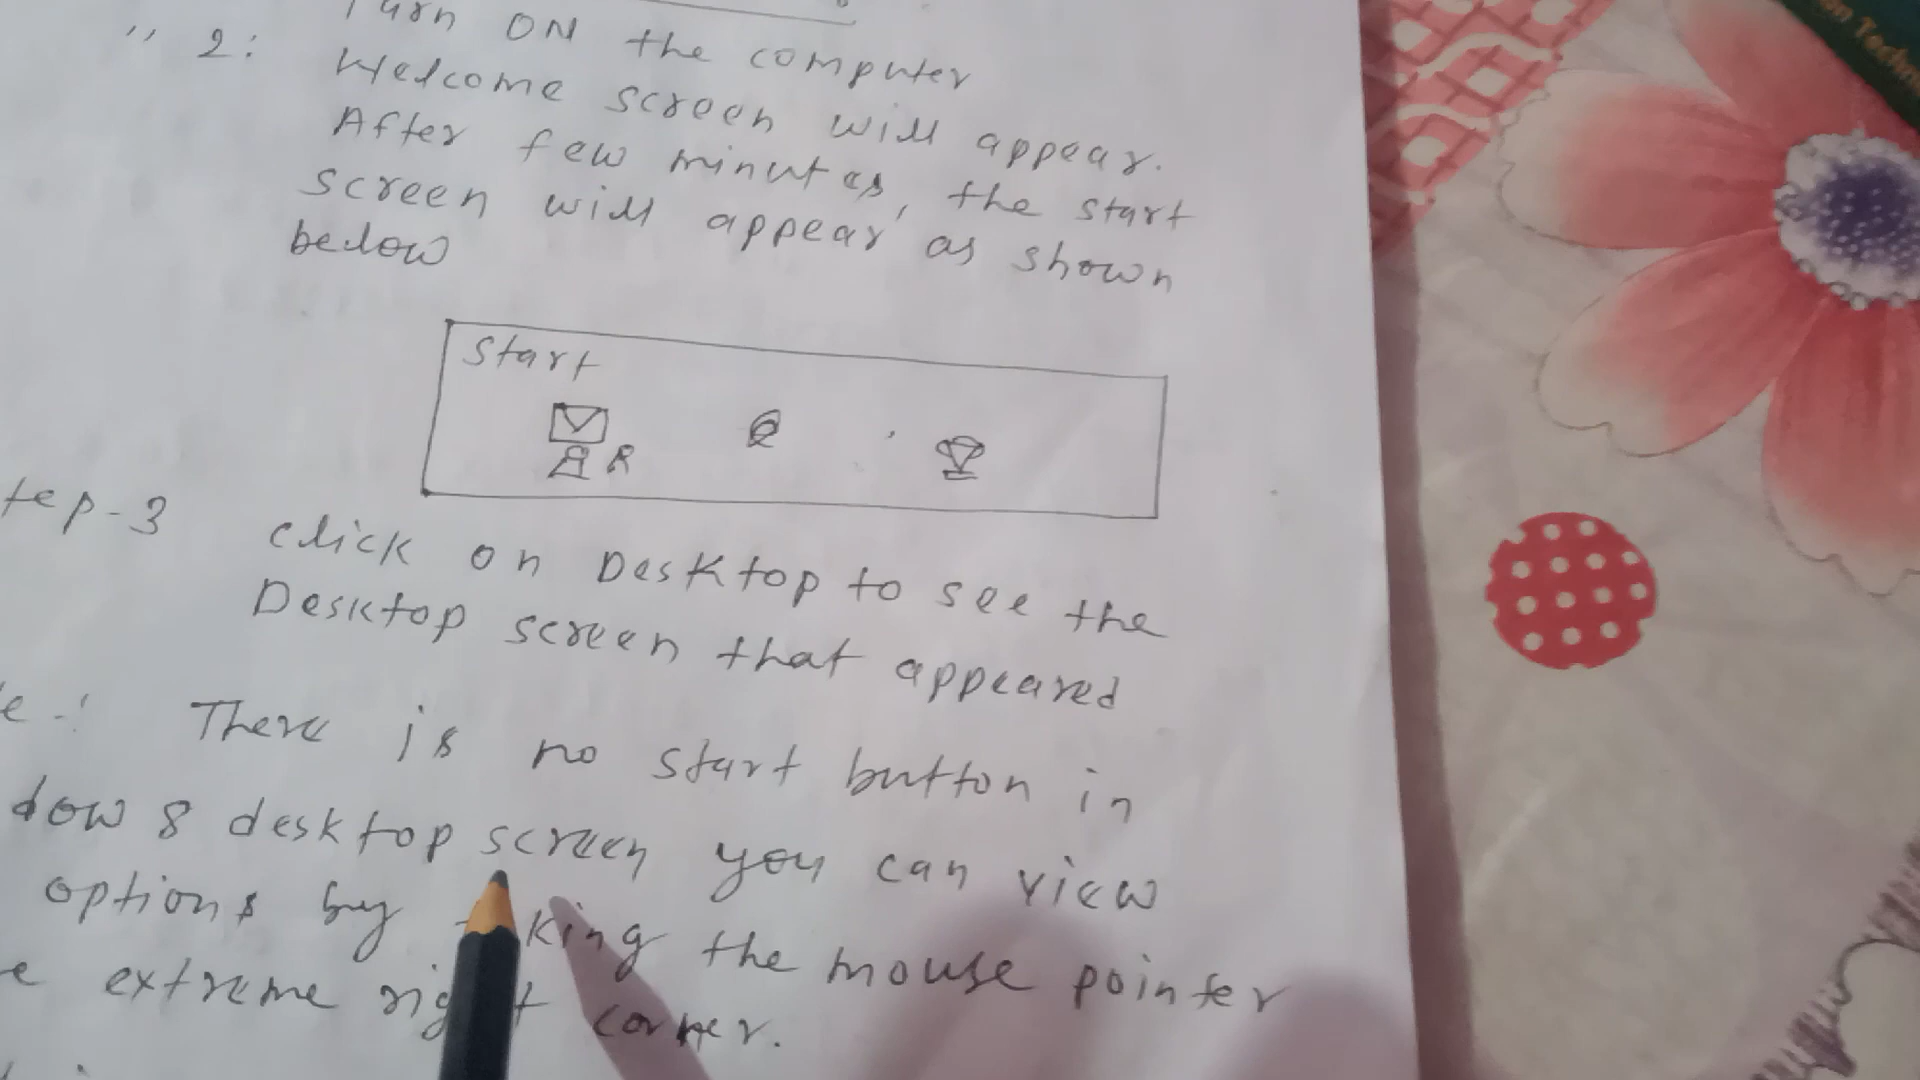 Turn ON the computer
" 2: Welcome screen will appear.
After few minutes, the start
screen will appear as shown
below
Start
R
tep-3 click on Desktop to see the
Desktop screen that appeared
e -: There is no start button in
dow 8 desktop screen you can view
options by king the mouse pointer
e extreme right corner.